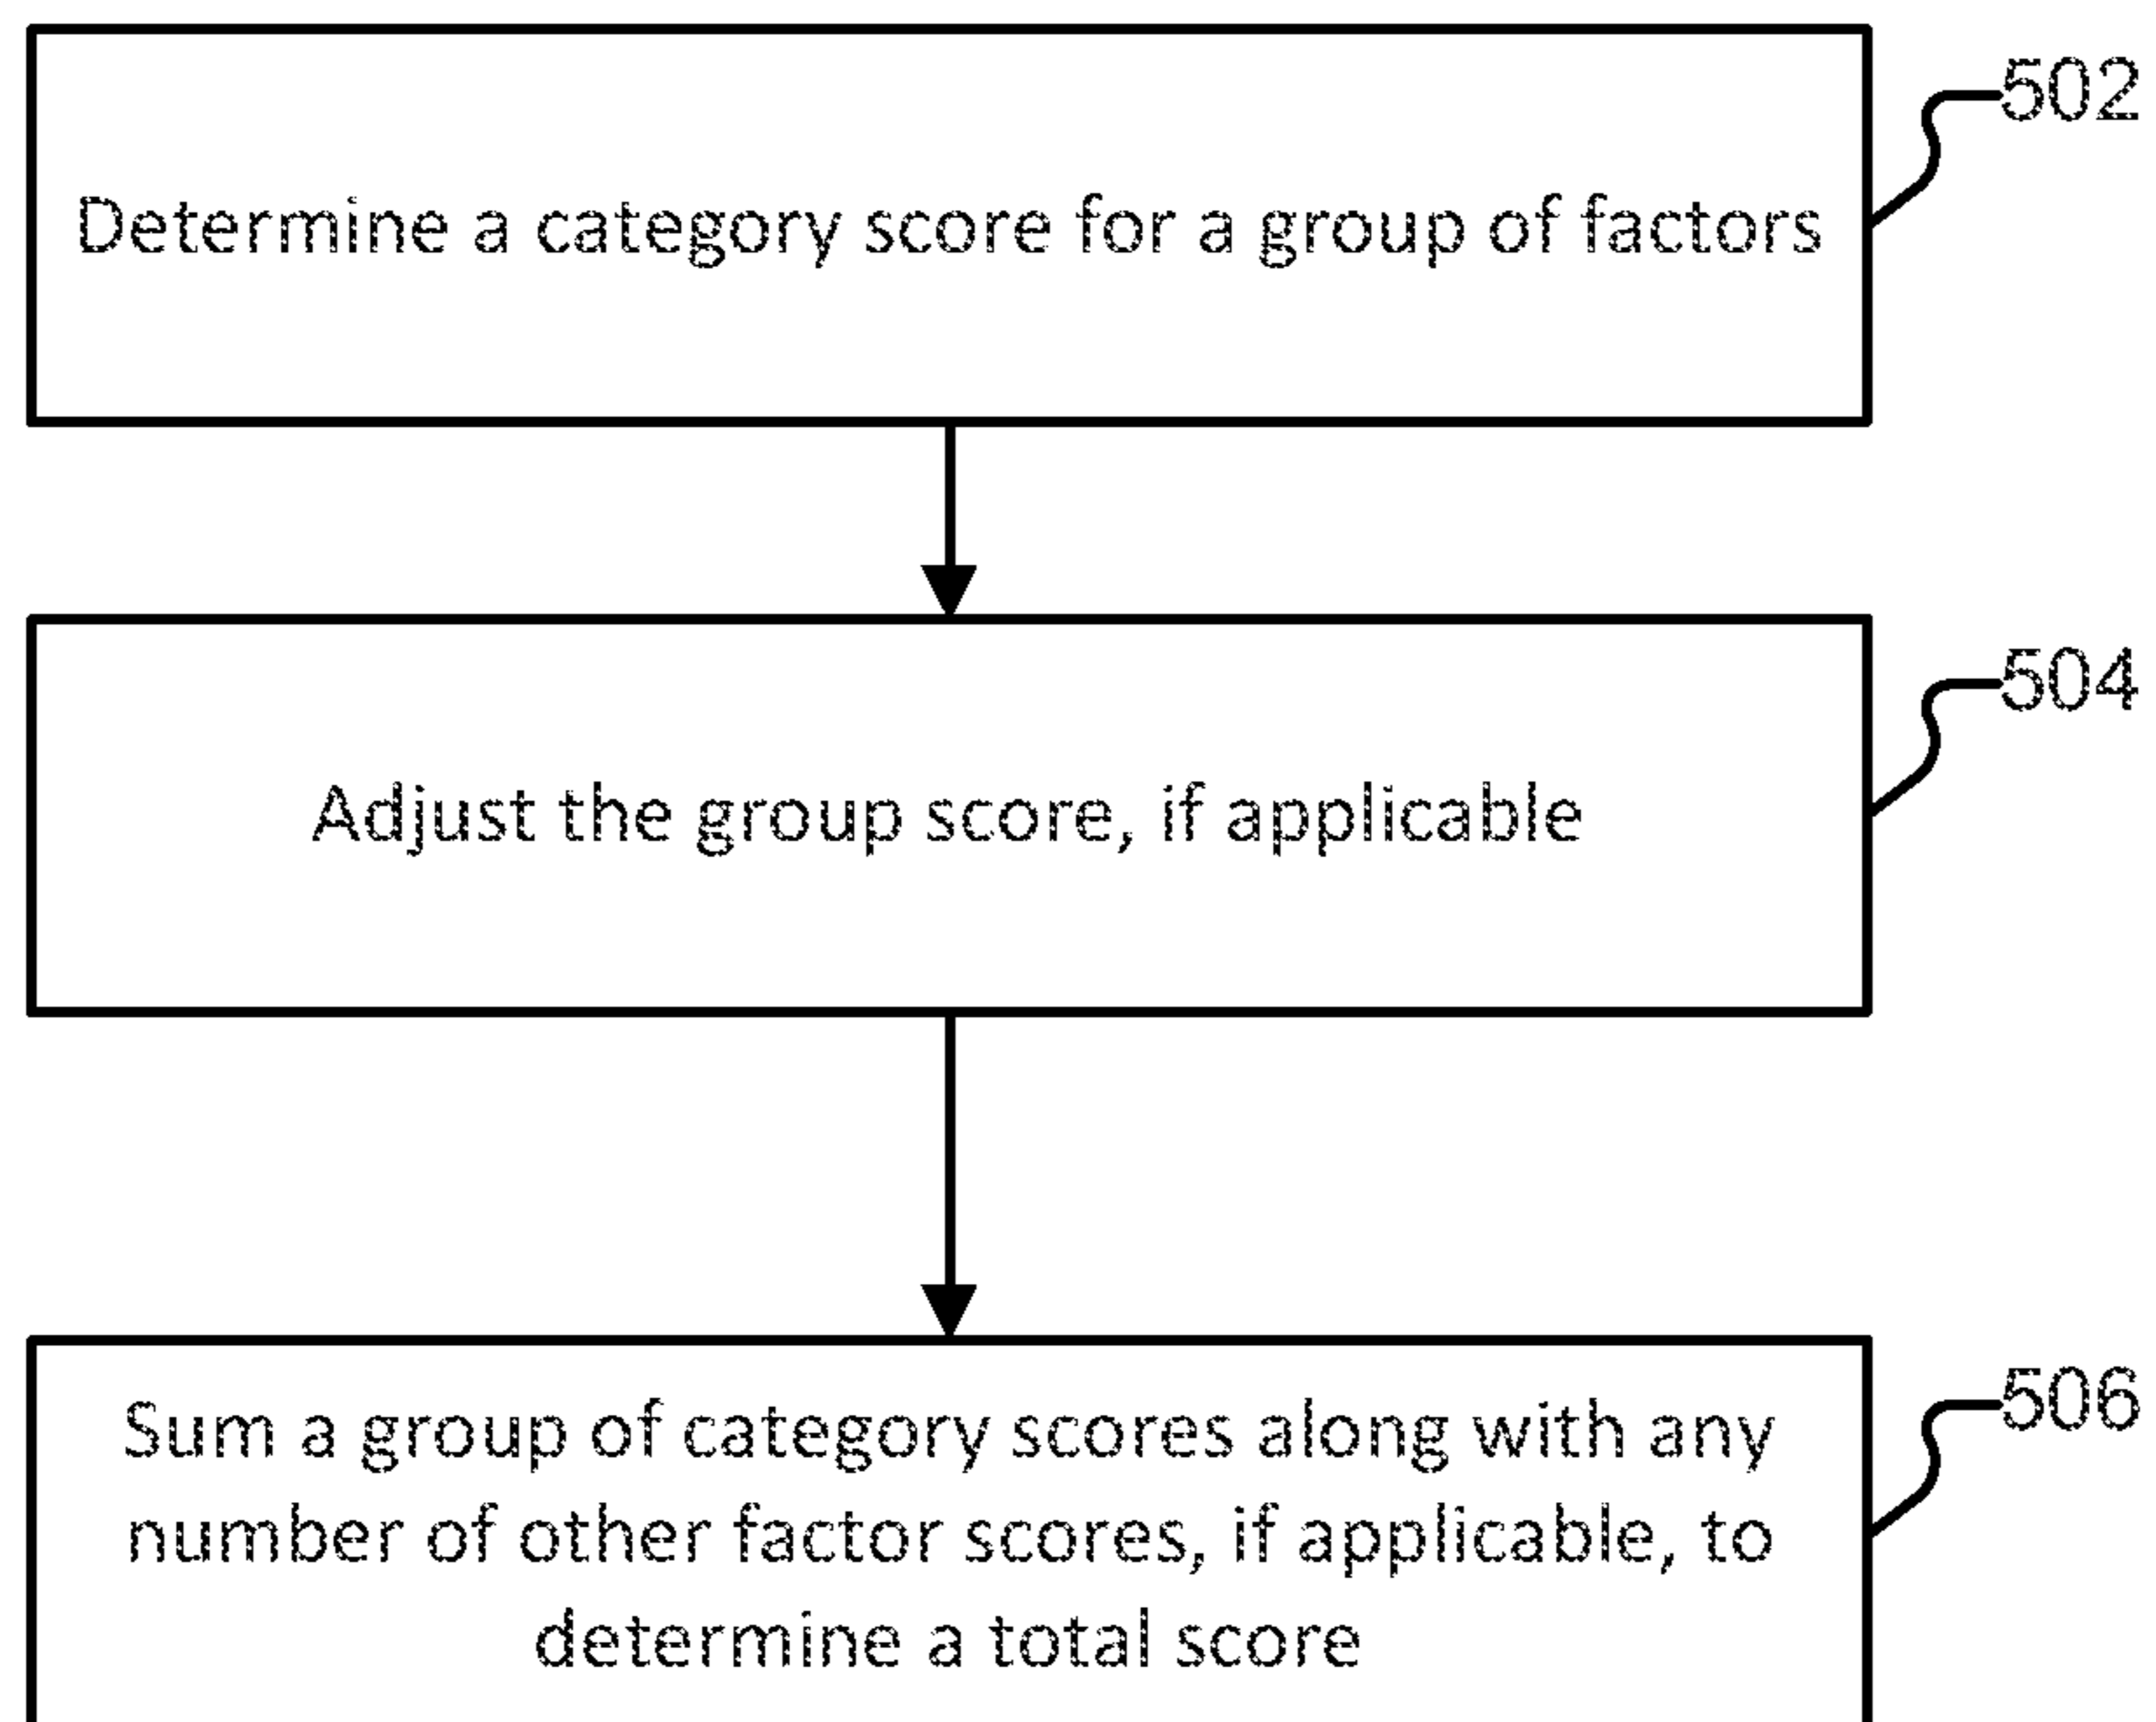 502
Determine a category score for a group of factors
504
Adjust the group score, if applicable
506
Sum a group of category scores along with any
number of other factor scores, if applicable, to
determine a total score